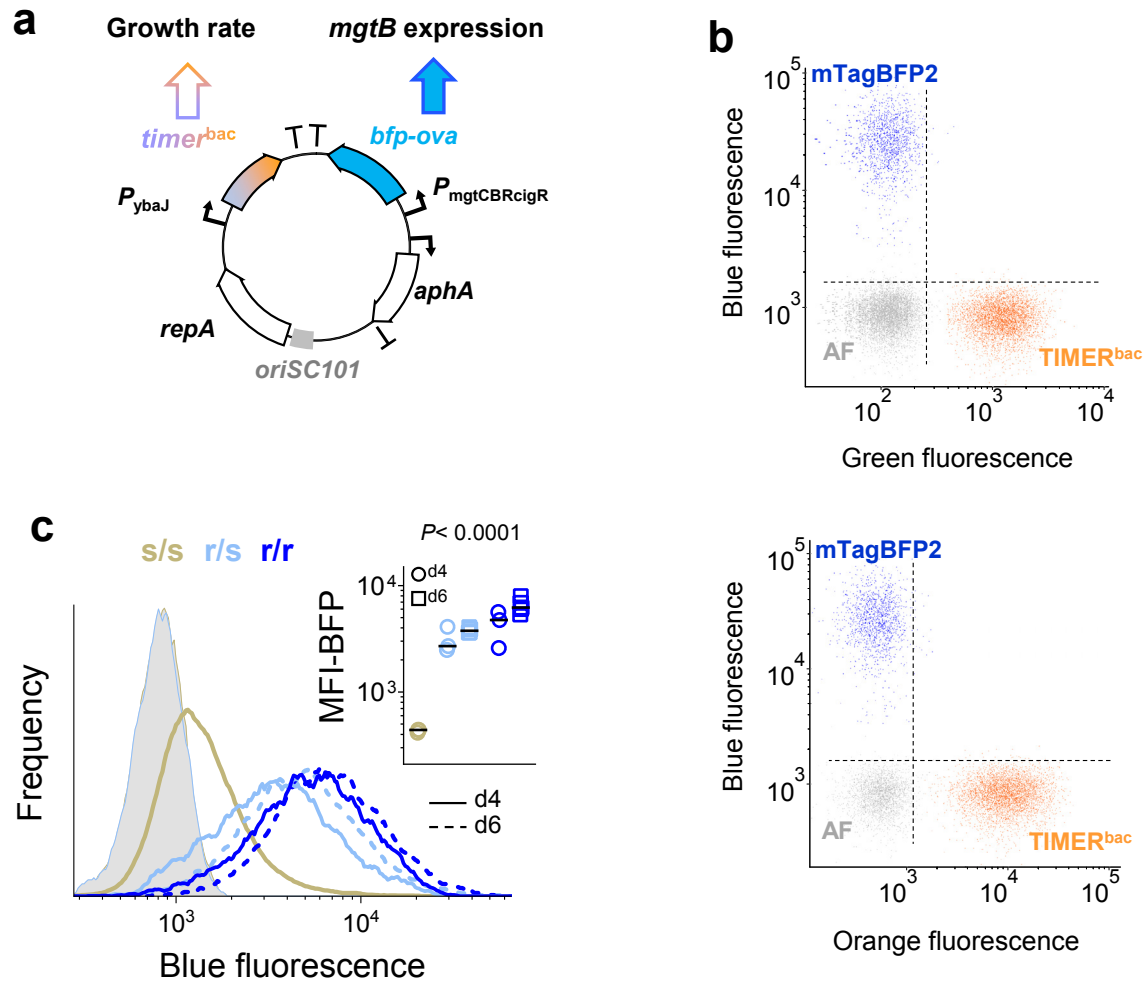 a
Growth rate
mgtB expression
timerbac
bfp-ova
PybaJ
PmgtCBRcigR
aphA
repA
oriSC101
b
mTagBFP2
Blue fluorescence
10^5
10^4
10^3
AF
TIMERbac
10^2
10^3
10^4
Green fluorescence
mTagBFP2
Blue fluorescence
10^5
10^4
10^3
AF
TIMERbac
10^3
10^4
10^5
Orange fluorescence
c
s/s r/s r/r
P< 0.0001
MFI-BFP
10^4
10^3
d4
d6
Frequency
d4
d6
10^3
10^4
Blue fluorescence